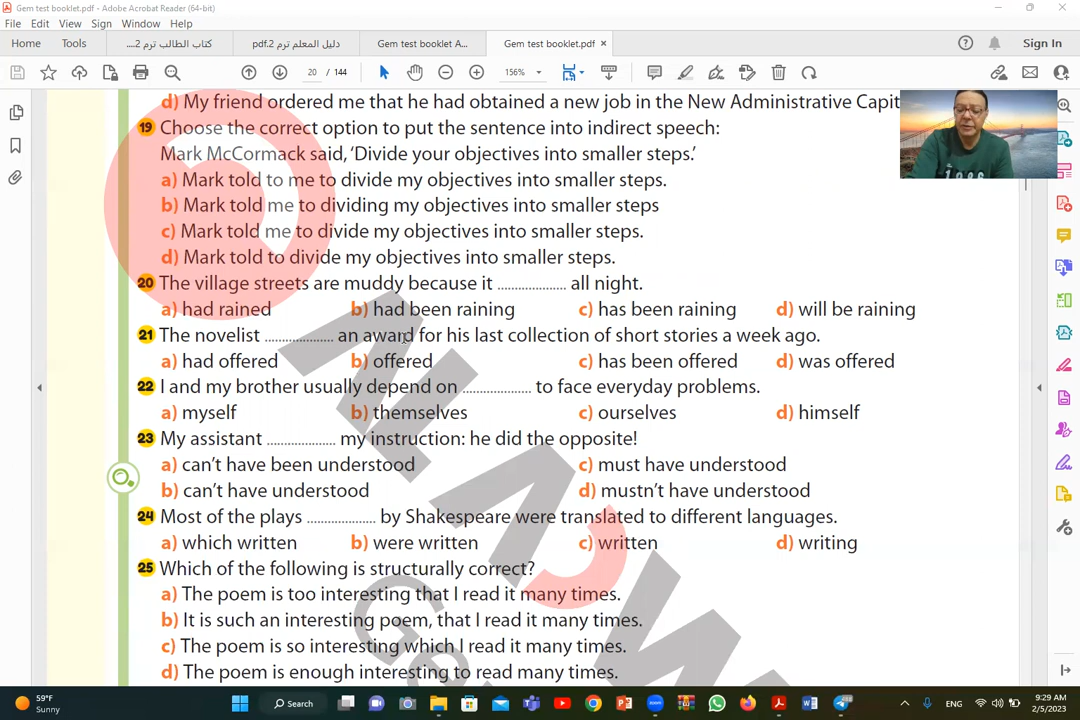 Gem test booklet.pdf - Adobe Acrobat Reader (64-bit)
File Edit View Sign Window Help
Home Tools كتاب الطالب ترم 2.... دليل المعلم ترم 2.pdf Gem test booklet A... Gem test booklet.pdf × Sign In
20 / 144 156%
d) My friend ordered me that he had obtained a new job in the New Administrative Capit
19 Choose the correct option to put the sentence into indirect speech:
Mark McCormack said, ‘Divide your objectives into smaller steps.’
a) Mark told to me to divide my objectives into smaller steps.
b) Mark told me to dividing my objectives into smaller steps
c) Mark told me to divide my objectives into smaller steps.
d) Mark told to divide my objectives into smaller steps.
20 The village streets are muddy because it .................... all night.
a) had rained b) had been raining c) has been raining d) will be raining
21 The novelist .................... an award for his last collection of short stories a week ago.
a) had offered b) offered c) has been offered d) was offered
22 I and my brother usually depend on .................... to face everyday problems.
a) myself b) themselves c) ourselves d) himself
23 My assistant .................... my instruction: he did the opposite!
a) can’t have been understood c) must have understood
b) can’t have understood d) mustn’t have understood
24 Most of the plays .................... by Shakespeare were translated to different languages.
a) which written b) were written c) written d) writing
25 Which of the following is structurally correct?
a) The poem is too interesting that I read it many times.
b) It is such an interesting poem, that I read it many times.
c) The poem is so interesting which I read it many times.
d) The poem is enough interesting to read many times.
59°F
Sunny
Search
ENG
9:29 AM
2/5/2023